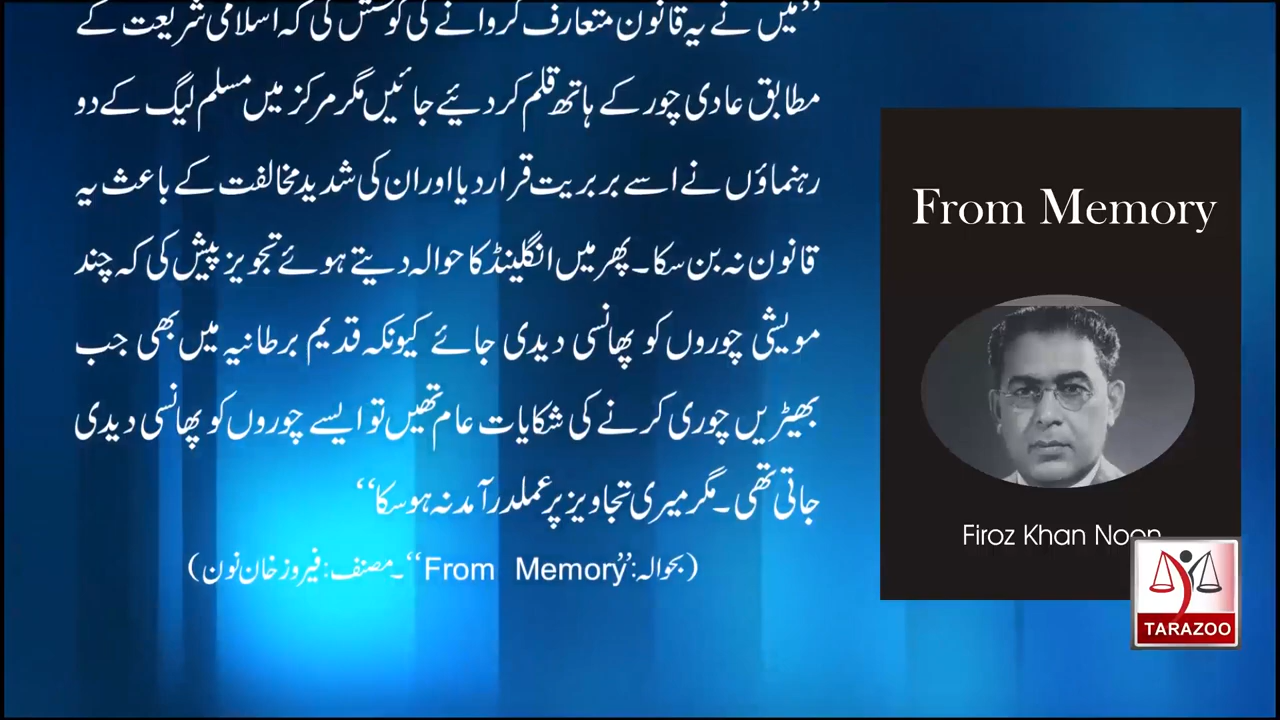 ”میں نے یہ قانون متعارف کروانے کی کوشش کی کہ اسلامی شریعت کے
مطابق عادی چور کے ہاتھ قلم کر دئیے جائیں مگر مرکز میں مسلم لیگ کے دو
رہنماؤں نے اسے بربریت قرار دیا اور ان کی شدید مخالفت کے باعث یہ
قانون نہ بن سکا۔ پھر میں انگلینڈ کا حوالہ دیتے ہوئے تجویز پیش کی کہ چند
مویشی چوروں کو پھانسی دیدی جائے کیونکہ قدیم برطانیہ میں بھی جب
بھیڑیں چوری کرنے کی شکایات عام تھیں تو ایسے چوروں کو پھانسی دیدی
جاتی تھی۔ مگر میری تجاویز پر عملدرآمد نہ ہو سکا“
(بحوالہ: ”From Memory“۔ مصنف: فیروز خان نون)
From Memory
Firoz Khan Noon
TARAZOO